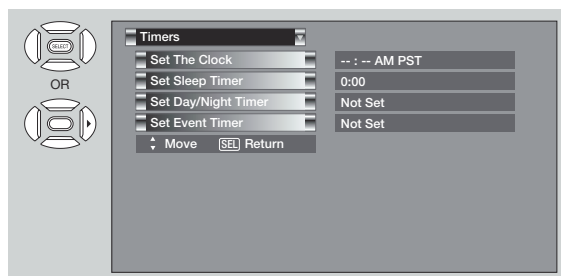 SELECT
OR
Timers
Set The Clock -- : -- AM PST
Set Sleep Timer 0:00
Set Day/Night Timer Not Set
Set Event Timer Not Set
Move SEL Return